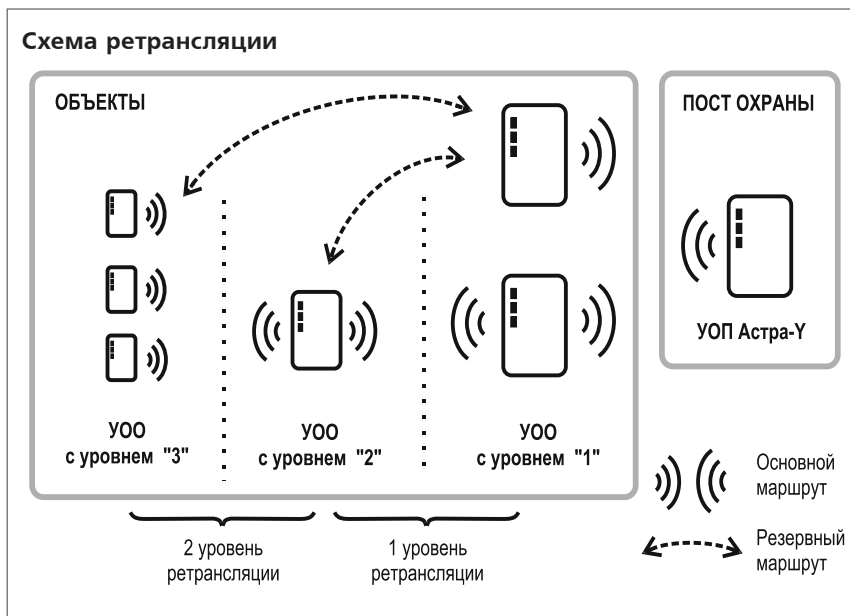 Схема ретрансляции
ОБЪЕКТЫ
ПОСТ ОХРАНЫ
УОП Астра-Y
УОО
с уровнем "3"
УОО
с уровнем "2"
УОО
с уровнем "1"
2 уровень
ретрансляции
1 уровень
ретрансляции
Основной
маршрут
Резервный
маршрут